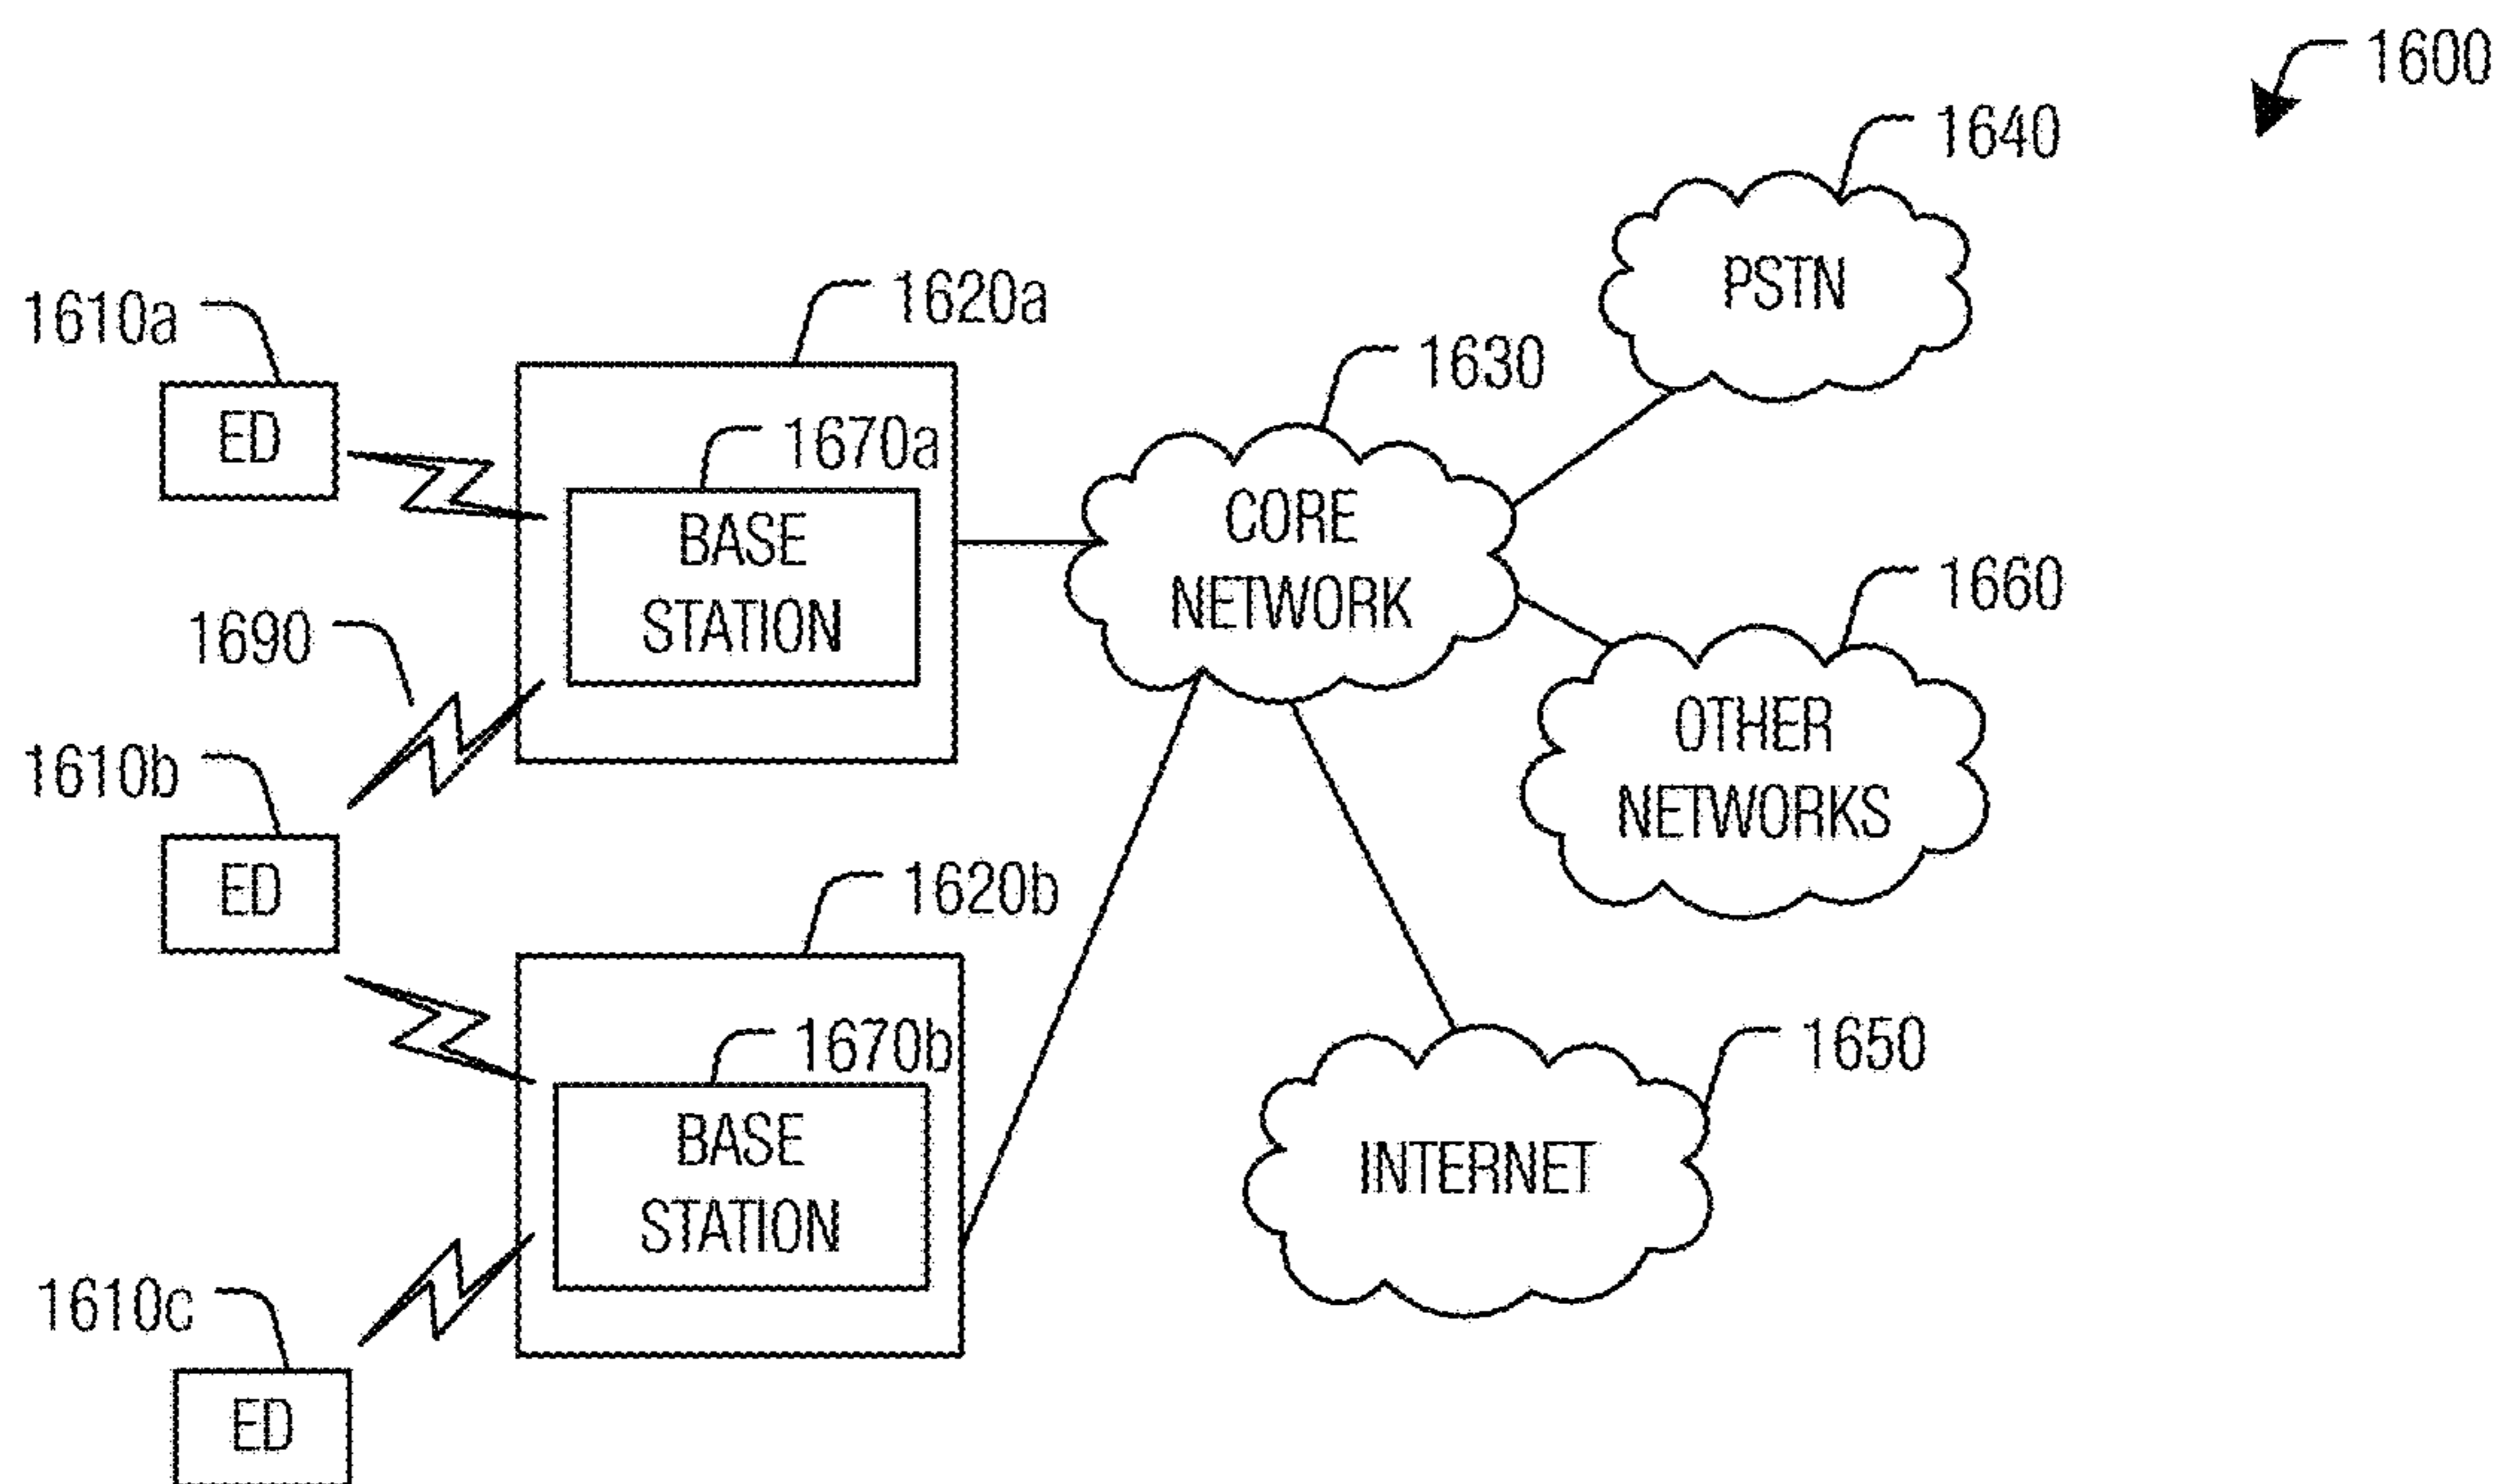 1600
1640
PSTN
1610a
1620a
1630
ED
1670a
CORE
NETWORK
BASE
STATION
1660
1690
OTHER
NETWORKS
1610b
ED
1620b
1650
1670b
BASE
STATION
INTERNET
1610c
ED